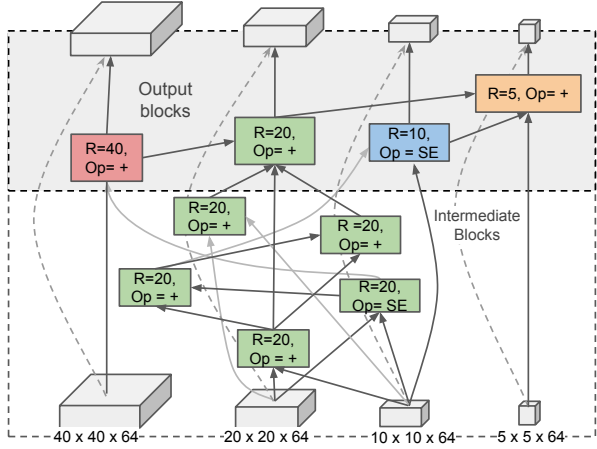 Output
blocks
R=5, Op= +
R=40,
Op= +
R=20,
Op= +
R=10,
Op = SE
R=20,
Op= +
Intermediate
Blocks
R =20,
Op= +
R=20,
Op = +
R=20,
Op= SE
R=20,
Op = +
40 x 40 x 64
20 x 20 x 64
10 x 10 x 64
5 x 5 x 64